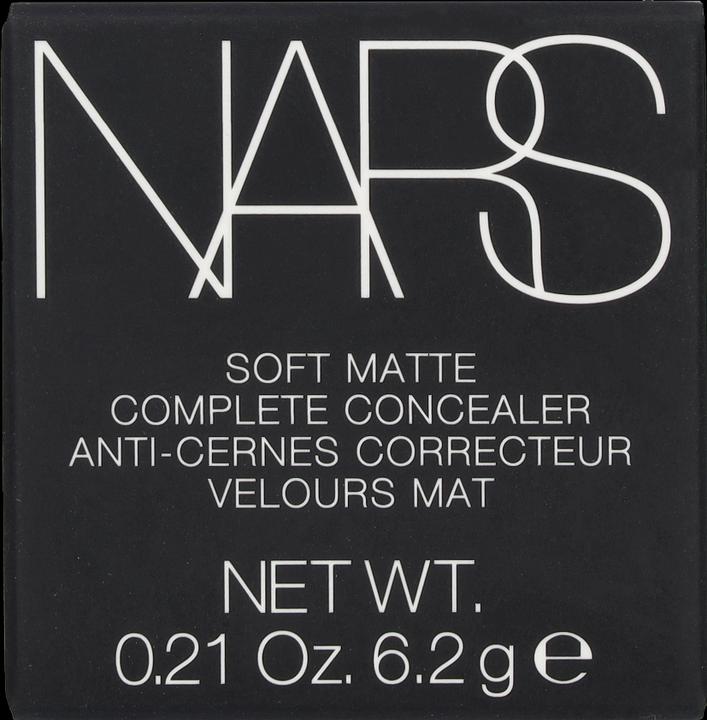 NARS
SOFT MATTE
COMPLETE CONCEALER
ANTI-CERNES CORRECTEUR
VELOURS MAT
NET WT.
0.21 Oz. 6.2 g ℮